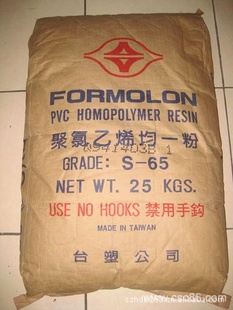 FORMOLON
PVC HOMOPOLYMER RESIN
聚氯乙烯均一粉
GRADE: S-65
NET WT. 25 KGS.
USE NO HOOKS 禁用手鈎
MADE IN TAIWAN
台塑公司